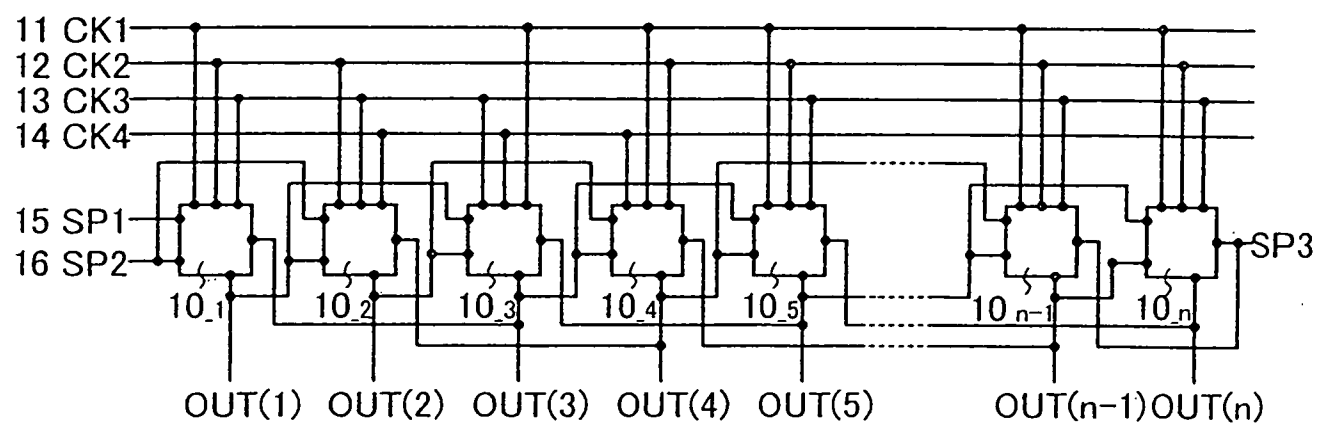 11 CK1
12 CK2
13 CK3
14 CK4
15 SP1
16 SP2
SP3
10_1 10_2 10_3 10_4 10_5 10 n-1 10_n
OUT(1) OUT(2) OUT(3) OUT(4) OUT(5) OUT(n-1) OUT(n)